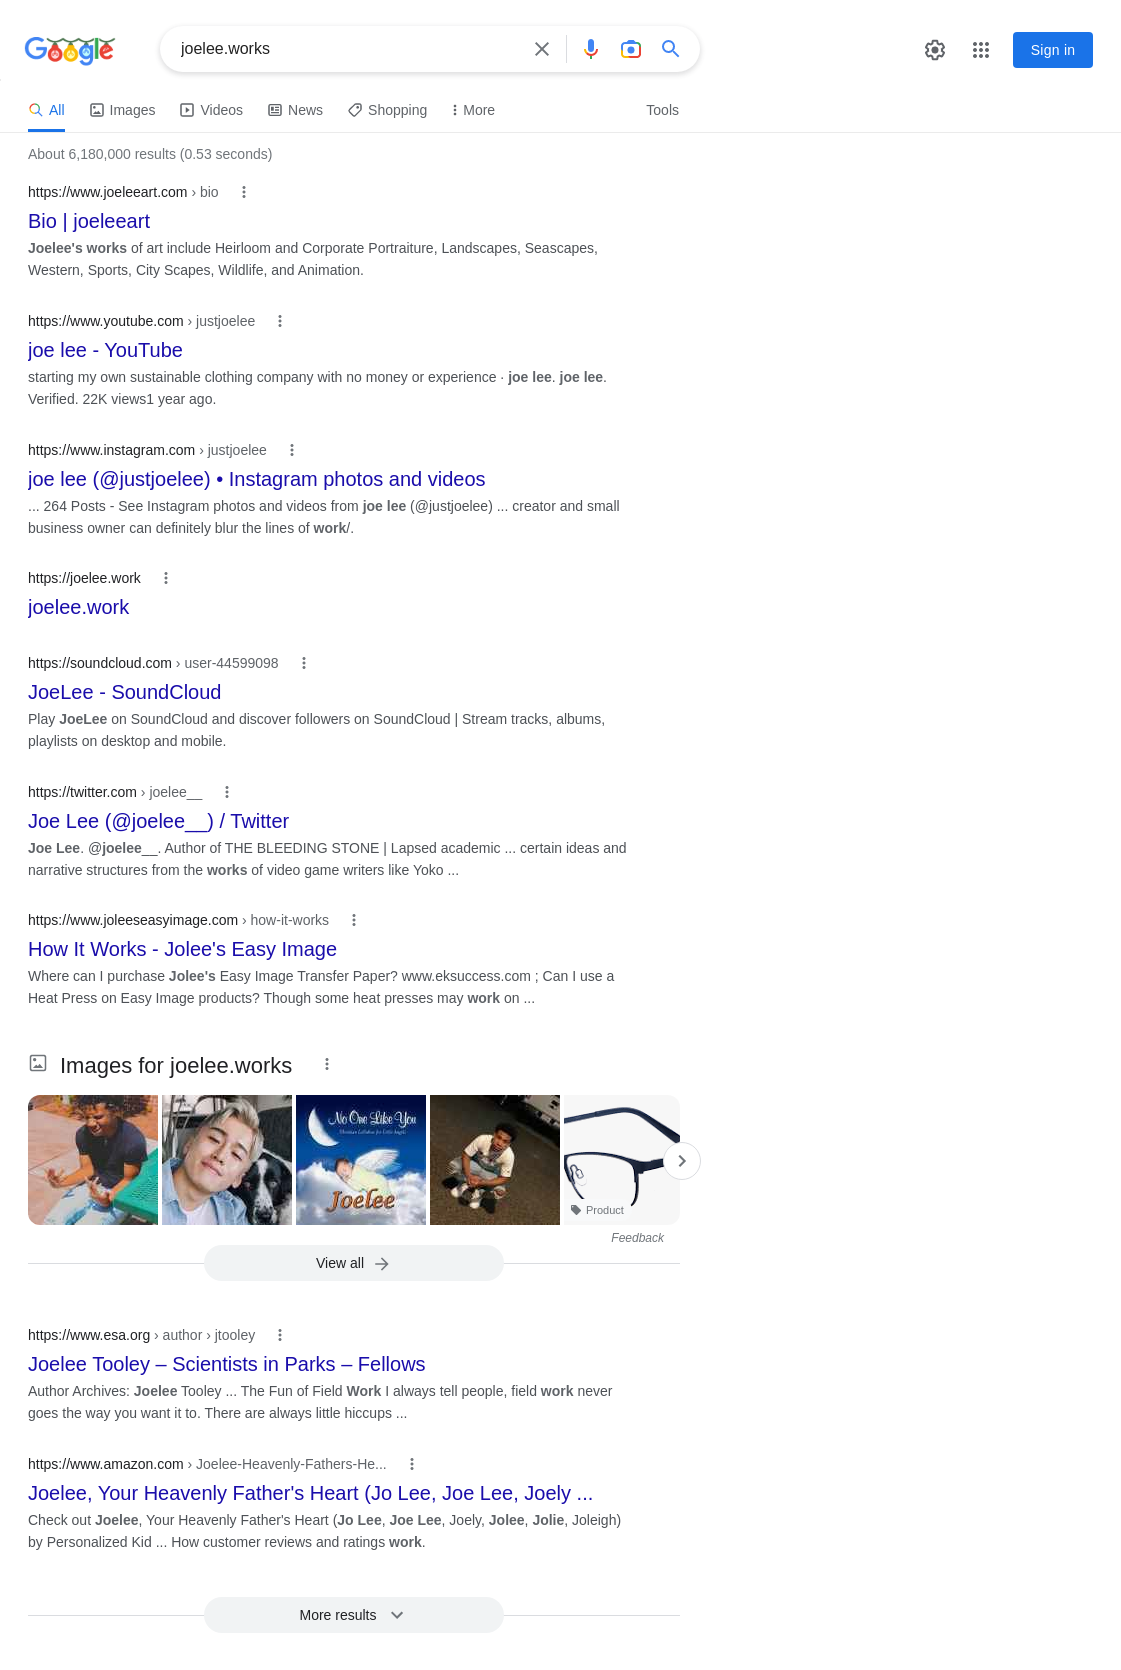 Google
joelee.works
Sign in
All
Images
Videos
News
Shopping
More
Tools
About 6,180,000 results (0.53 seconds)
https://www.joeleeart.com › bio
Bio | joeleeart
Joelee's works of art include Heirloom and Corporate Portraiture, Landscapes, Seascapes,
Western, Sports, City Scapes, Wildlife, and Animation.
https://www.youtube.com › justjoelee
joe lee - YouTube
starting my own sustainable clothing company with no money or experience · joe lee. joe lee.
Verified. 22K views1 year ago.
https://www.instagram.com › justjoelee
joe lee (@justjoelee) • Instagram photos and videos
... 264 Posts - See Instagram photos and videos from joe lee (@justjoelee) ... creator and small
business owner can definitely blur the lines of work/.
https://joelee.work
joelee.work
https://soundcloud.com › user-44599098
JoeLee - SoundCloud
Play JoeLee on SoundCloud and discover followers on SoundCloud | Stream tracks, albums,
playlists on desktop and mobile.
https://twitter.com › joelee__
Joe Lee (@joelee__) / Twitter
Joe Lee. @joelee__. Author of THE BLEEDING STONE | Lapsed academic ... certain ideas and
narrative structures from the works of video game writers like Yoko ...
https://www.joleeseasyimage.com › how-it-works
How It Works - Jolee's Easy Image
Where can I purchase Jolee's Easy Image Transfer Paper? www.eksuccess.com ; Can I use a
Heat Press on Easy Image products? Though some heat presses may work on ...
Images for joelee.works
No One Like You
Christian Lullabies for Little Angels
Joelee
Product
Feedback
View all
https://www.esa.org › author › jtooley
Joelee Tooley – Scientists in Parks – Fellows
Author Archives: Joelee Tooley ... The Fun of Field Work I always tell people, field work never
goes the way you want it to. There are always little hiccups ...
https://www.amazon.com › Joelee-Heavenly-Fathers-He...
Joelee, Your Heavenly Father's Heart (Jo Lee, Joe Lee, Joely ...
Check out Joelee, Your Heavenly Father's Heart (Jo Lee, Joe Lee, Joely, Jolee, Jolie, Joleigh)
by Personalized Kid ... How customer reviews and ratings work.
More results